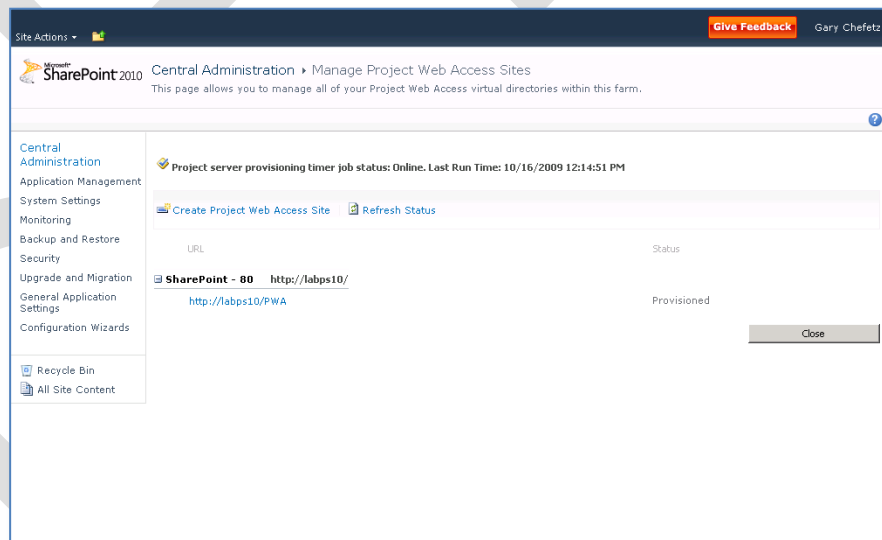 Site Actions
Give Feedback
Gary Chefetz
Microsoft
SharePoint 2010
Central Administration ▸ Manage Project Web Access Sites
This page allows you to manage all of your Project Web Access virtual directories within this farm.
Central
Administration
Application Management
System Settings
Monitoring
Backup and Restore
Security
Upgrade and Migration
General Application
Settings
Configuration Wizards
Recycle Bin
All Site Content
Project server provisioning timer job status: Online. Last Run Time: 10/16/2009 12:14:51 PM
Create Project Web Access Site
Refresh Status
URL
Status
SharePoint - 80 http://labps10/
http://labps10/PWA
Provisioned
Close